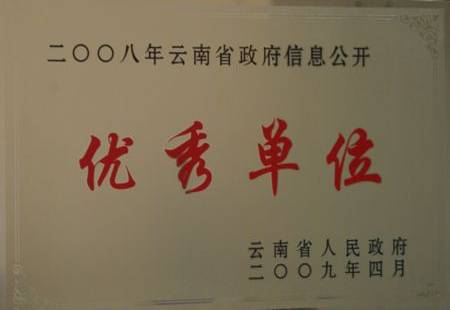 二〇〇八年云南省政府信息公开
优秀单位
云南省人民政府
二〇〇九年四月